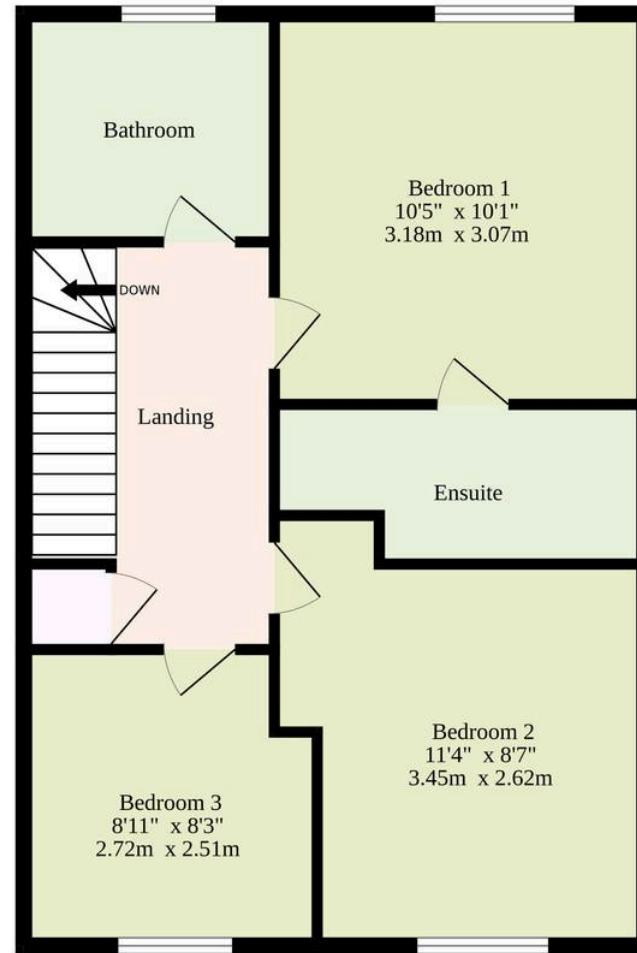 Bathroom
Bedroom 1
10'5" x 10'1"
3.18m x 3.07m
DOWN
Landing
Ensuite
Bedroom 2
11'4" x 8'7"
3.45m x 2.62m
Bedroom 3
8'11" x 8'3"
2.72m x 2.51m